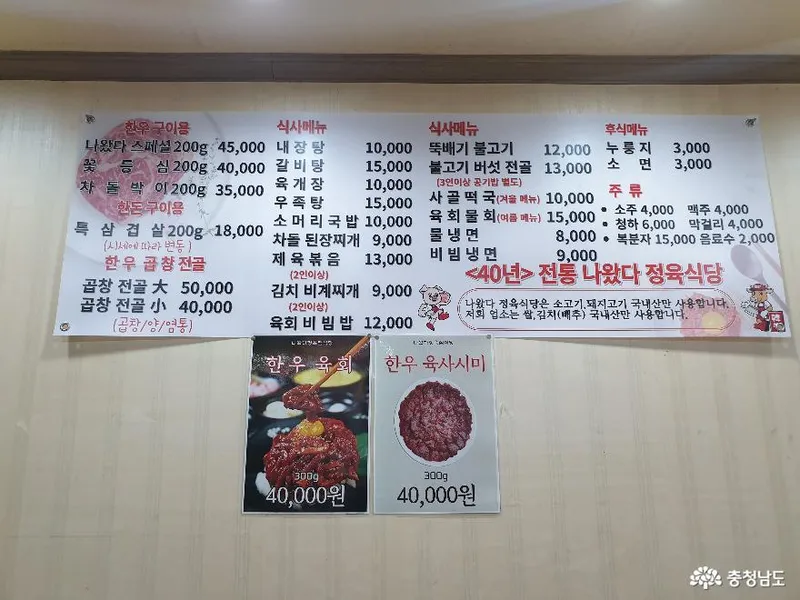 한우 구이용
나왔다 스페셜 200g 45,000
꽃 등 심 200g 40,000
차 돌 박 이 200g 35,000
한돈 구이용
특 삼 겹 살 200g 18,000
(시세에 따라 변동)
한우 곱창 전골
곱창 전골 大 50,000
곱창 전골 小 40,000
(곱창/양/염통)
식사메뉴
내 장 탕 10,000
갈 비 탕 15,000
육 개 장 10,000
우 족 탕 15,000
소 머 리 국 밥 10,000
차돌 된장찌개 9,000
제 육 볶 음 13,000
(2인이상)
김치 비계찌개 9,000
(2인이상)
육회 비 빔 밥 12,000
식사메뉴
뚝배기 불고기 12,000
불고기 버섯 전골 13,000
(3인이상 공기밥 별도)
사 골 떡 국 (겨울 메뉴) 10,000
육 회 물 회 (여름 메뉴) 15,000
물 냉 면 8,000
비 빔 냉 면 9,000
후식메뉴
누 룽 지 3,000
소 면 3,000
주 류
• 소주 4,000 맥주 4,000
• 청하 6,000 막걸리 4,000
• 복분자 15,000 음료수 2,000
<40년> 전통 나왔다 정육식당
나왔다 정육식당은 소고기,돼지고기 국내산만 사용합니다.
저희 업소는 쌀,김치(배추) 국내산만 사용합니다.
한우 육회
300g
40,000원
한우 육사시미
300g
40,000원
충청남도